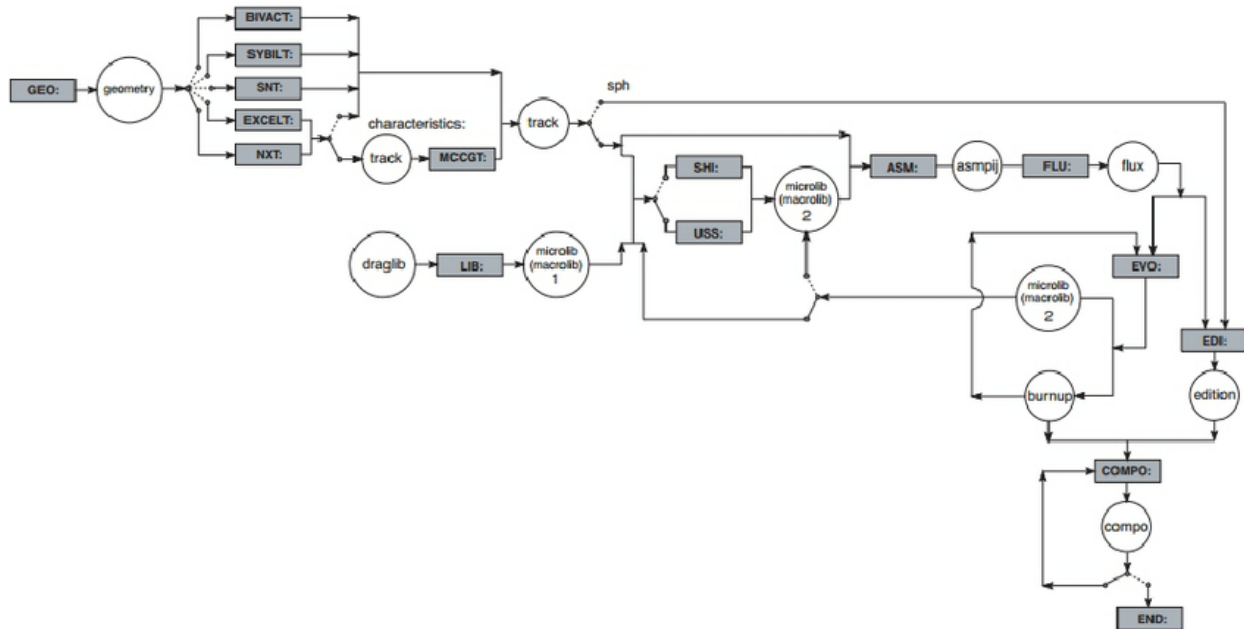 BIVACT:
SYBILT:
GEO:
geometry
SNT:
EXCELT:
NXT:
characteristics:
track
MCCGT:
track
sph
SHI:
USS:
microlib
(macrolib)
2
ASM:
asmpij
FLU:
flux
draglib
LIB:
microlib
(macrolib)
1
EVO:
microlib
(macrolib)
2
EDI:
burnup
edition
COMPO:
compo
END: